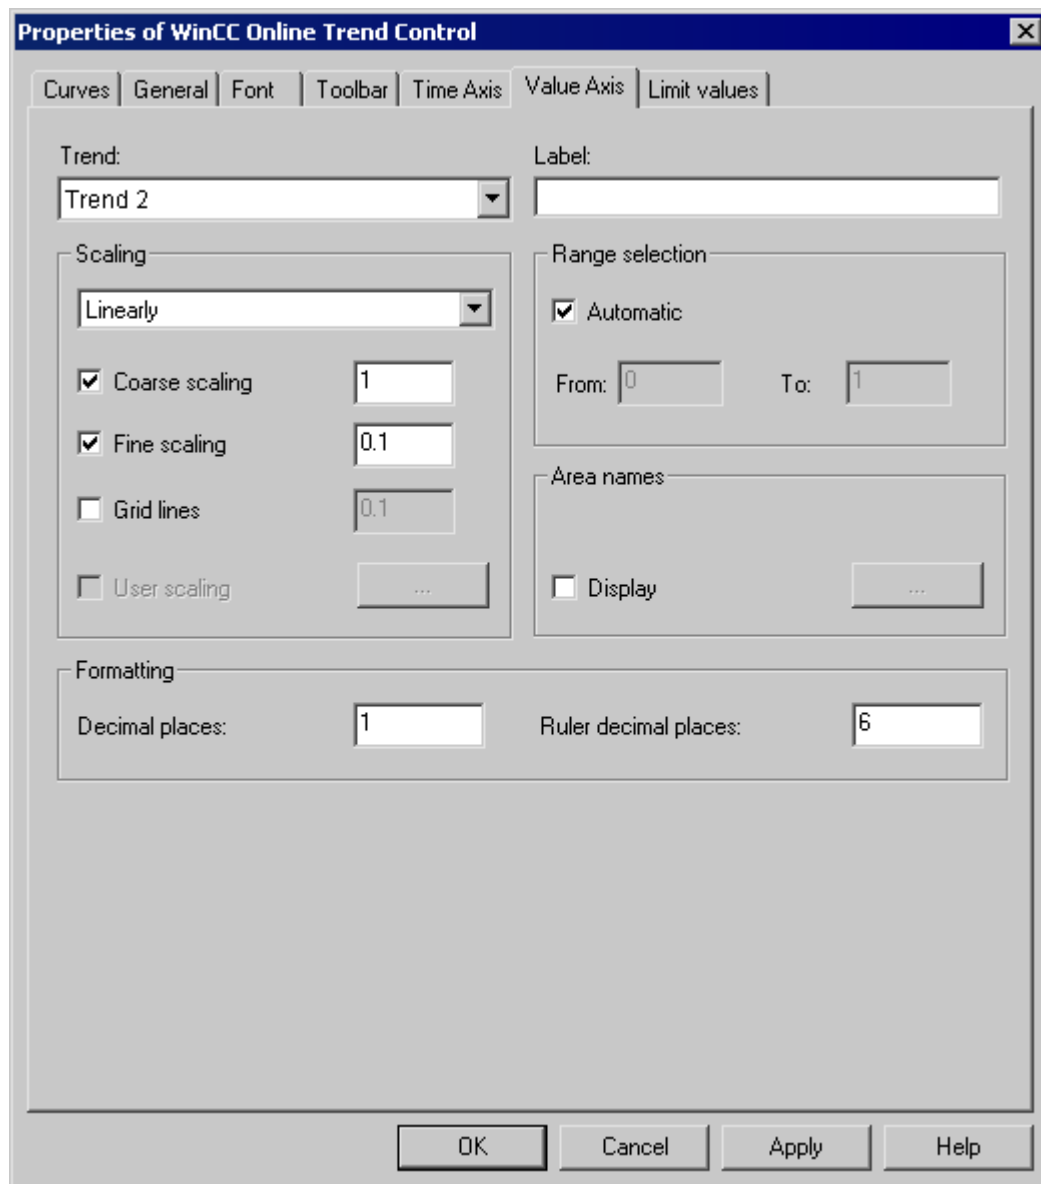 Properties of WinCC Online Trend Control
Curves General Font Toolbar Time Axis Value Axis Limit values
Trend:
Trend 2
Label:
Scaling
Linearly
Coarse scaling 1
Fine scaling 0.1
Grid lines 0.1
User scaling ...
Range selection
Automatic
From: 0 To: 1
Area names
Display ...
Formatting
Decimal places: 1 Ruler decimal places: 6
OK Cancel Apply Help